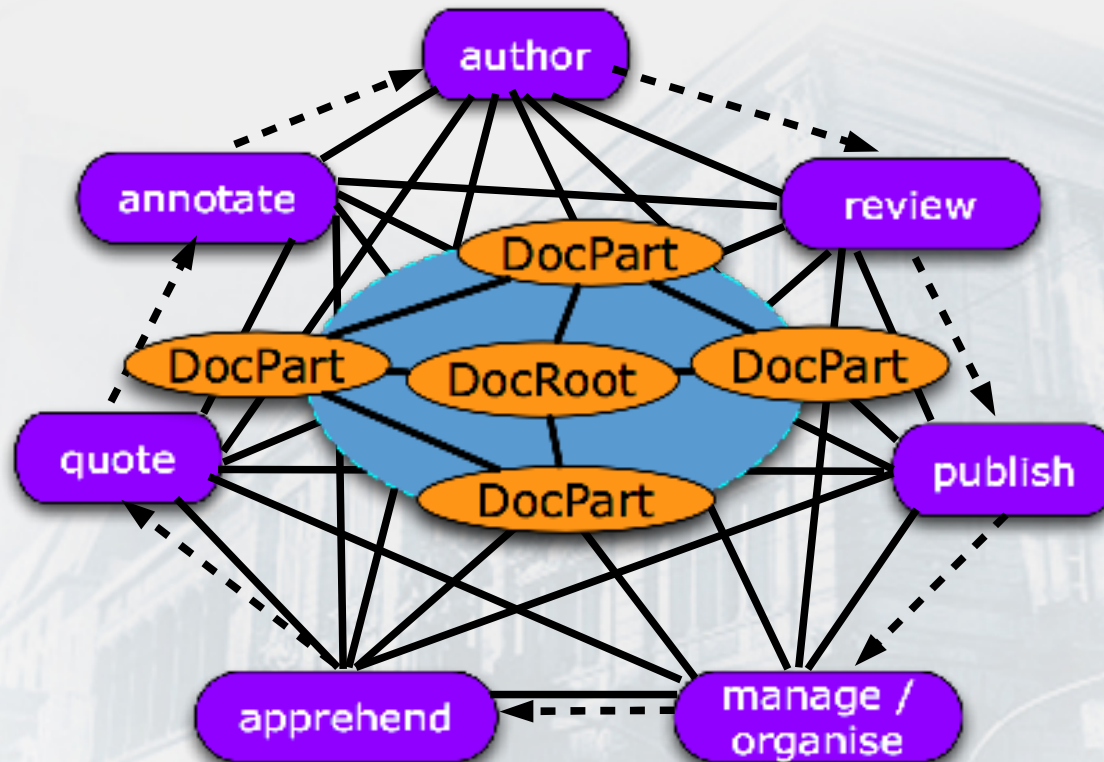 author
annotate
review
DocPart
DocPart
DocRoot
DocPart
quote
publish
DocPart
apprehend
manage /
organise